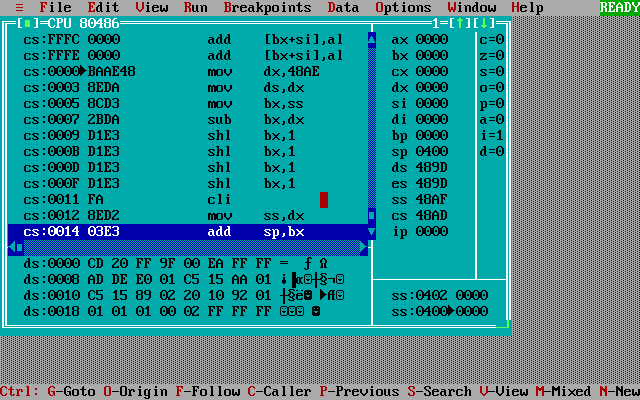 ≡ File Edit View Run Breakpoints Data Options Window Help READY
[■]=CPU 80486 1=[↑][↓]
cs:FFFC 0000 add [bx+si],al ax 0000 c=0
cs:FFFE 0000 add [bx+si],al bx 0000 z=0
cs:0000►BAAE48 mov dx,48AE cx 0000 s=0
cs:0003 8EDA mov ds,dx dx 0000 o=0
cs:0005 8CD3 mov bx,ss si 0000 p=0
cs:0007 2BDA sub bx,dx di 0000 a=0
cs:0009 D1E3 shl bx,1 bp 0000 i=1
cs:000B D1E3 shl bx,1 sp 0400 d=0
cs:000D D1E3 shl bx,1 ds 489D
cs:000F D1E3 shl bx,1 es 489D
cs:0011 FA cli ss 48AF
cs:0012 8ED2 mov ss,dx cs 48AD
cs:0014 03E3 add sp,bx ip 0000
ds:0000 CD 20 FF 9F 00 EA FF FF = ƒ Ω
ds:0008 AD DE E0 01 C5 15 AA 01
ds:0010 C5 15 89 02 20 10 92 01 ss:0402 0000
ds:0018 01 01 01 00 02 FF FF FF ☺☺☺ ☻ ss:0400►0000
Ctrl: G-Goto O-Origin F-Follow C-Caller P-Previous S-Search V-View M-Mixed N-New